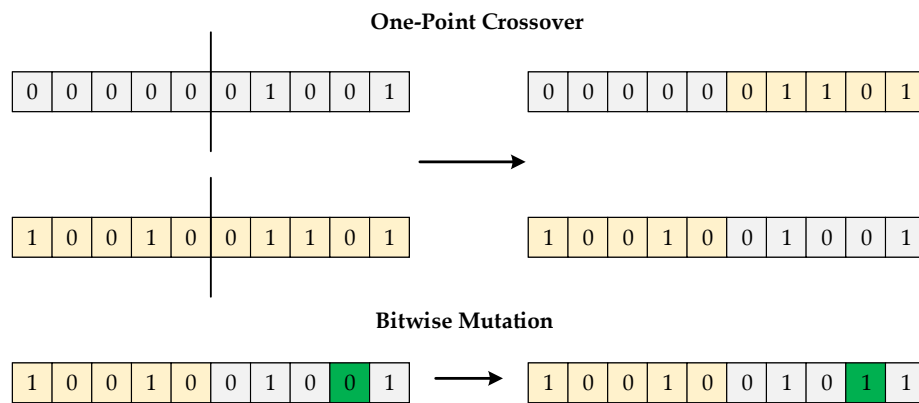 One-Point Crossover
0 0 0 0 0 0 1 0 0 1
0 0 0 0 0 0 1 1 0 1
1 0 0 1 0 0 1 1 0 1
1 0 0 1 0 0 1 0 0 1
Bitwise Mutation
1 0 0 1 0 0 1 0 0 1
1 0 0 1 0 0 1 0 1 1